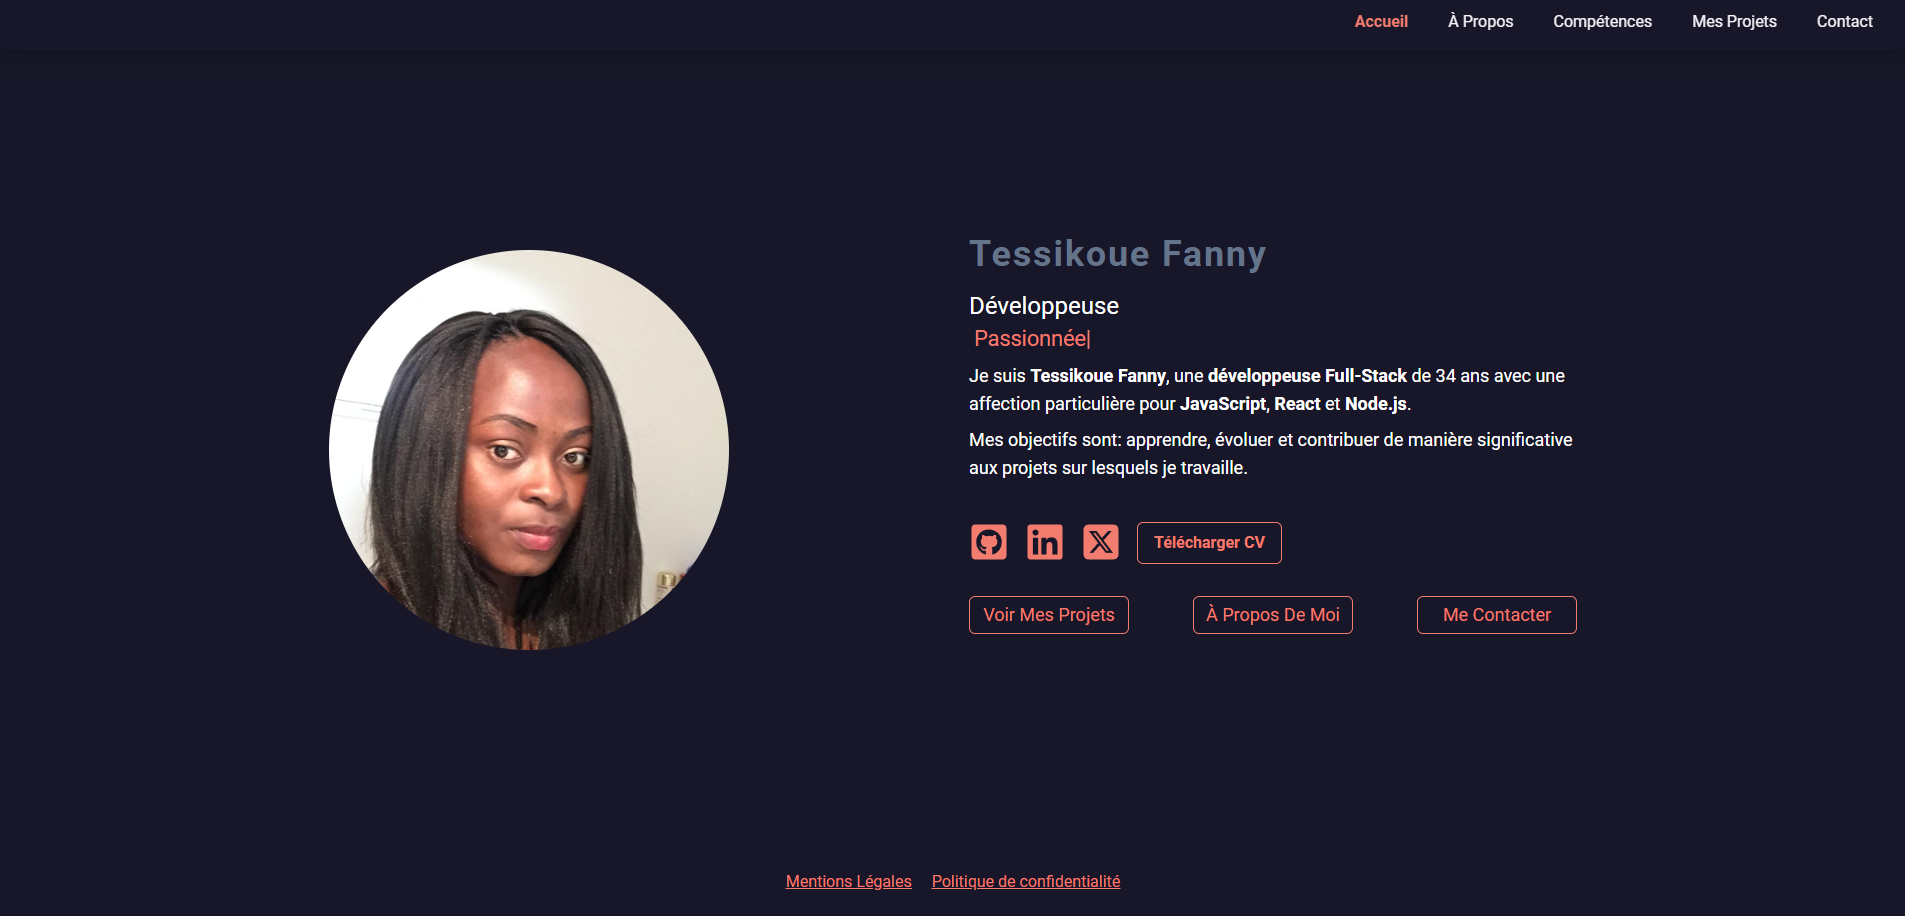 Accueil À Propos Compétences Mes Projets Contact
Tessikoue Fanny
Développeuse
Passionnée|
Je suis Tessikoue Fanny, une développeuse Full-Stack de 34 ans avec une
affection particulière pour JavaScript, React et Node.js.
Mes objectifs sont: apprendre, évoluer et contribuer de manière significative
aux projets sur lesquels je travaille.
in X Télécharger CV
Voir Mes Projets À Propos De Moi Me Contacter
Mentions Légales Politique de confidentialité